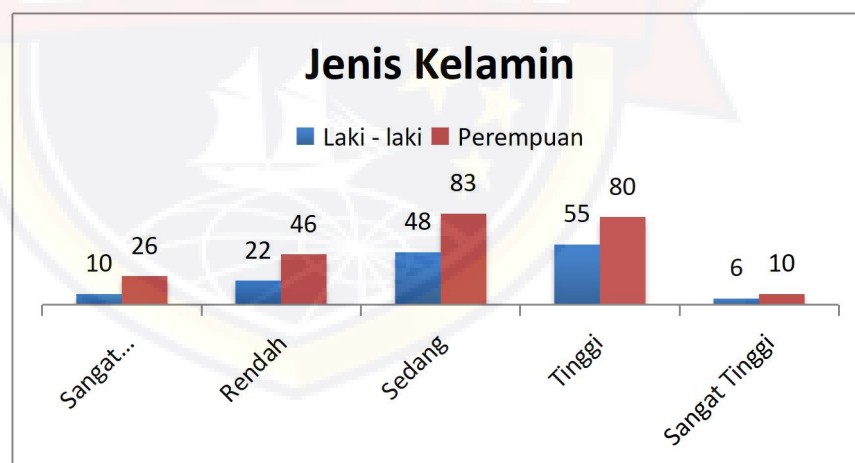 Jenis Kelamin
Laki - laki Perempuan
10 26 22 46 48 83 55 80 6 10
Sangat... Rendah Sedang Tinggi Sangat Tinggi